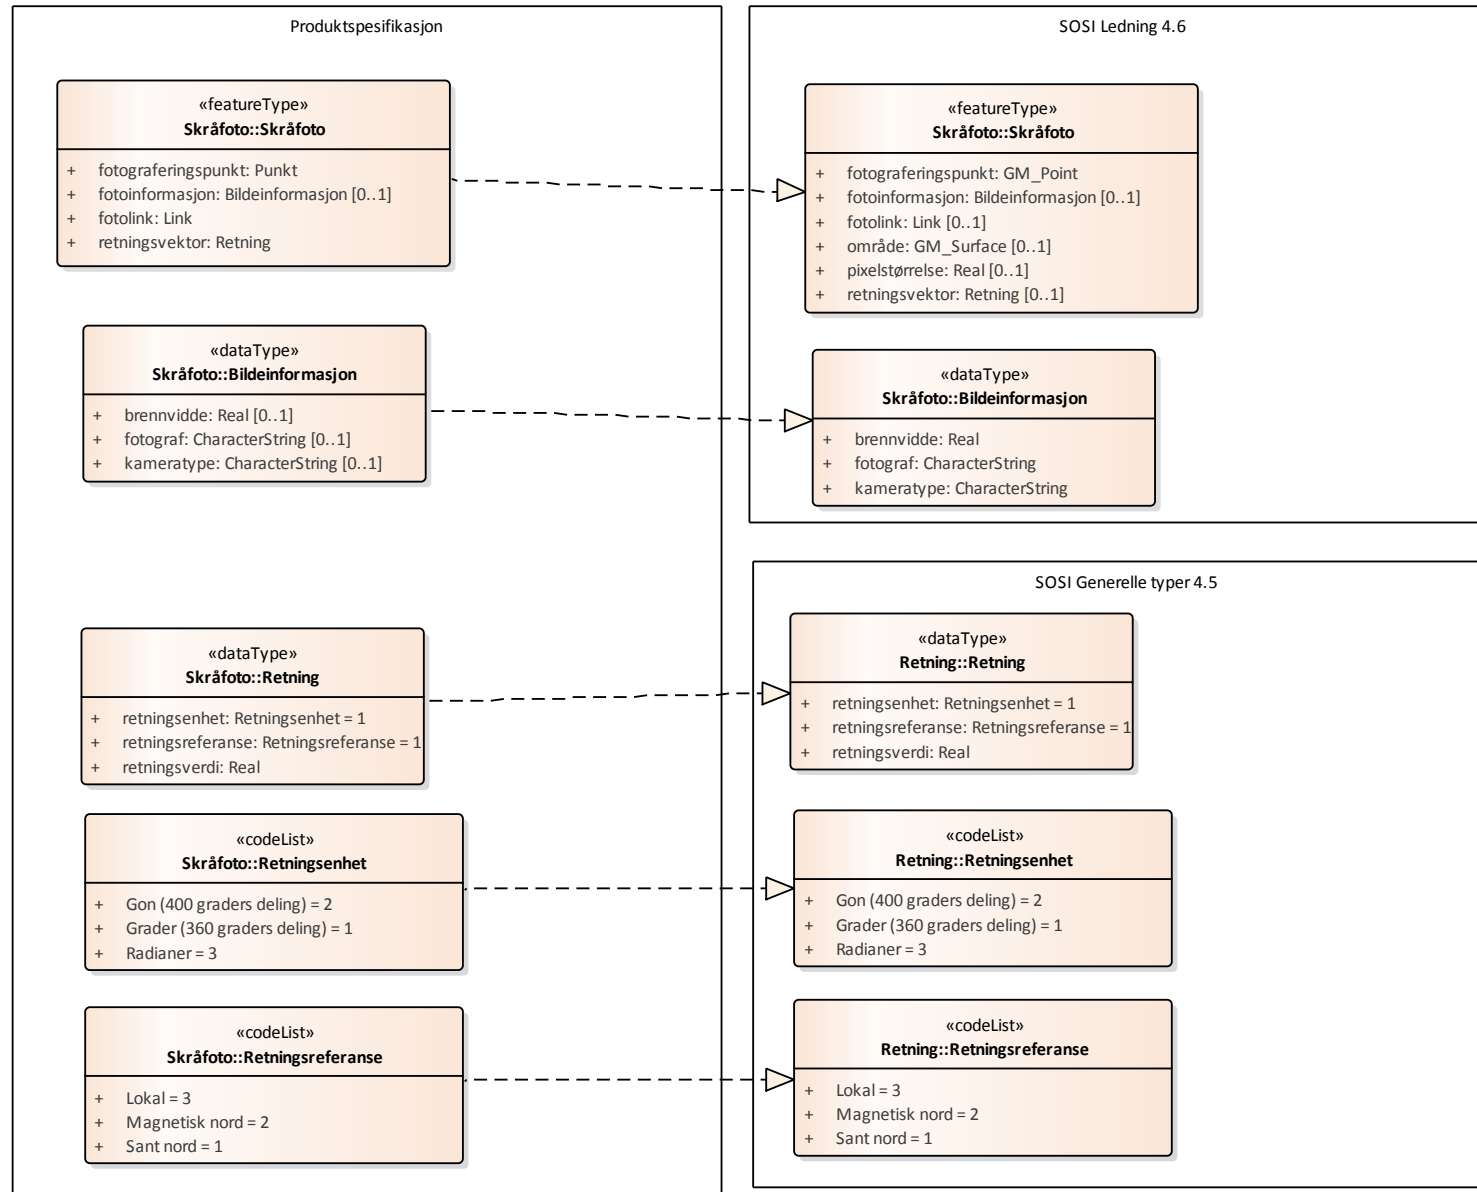 Produktspesifikasjon
«featureType»
Skråfoto::Skråfoto
+ fotograferingspunkt: Punkt
+ fotoinformasjon: Bildeinformasjon [0..1]
+ fotolink: Link
+ retningsvektor: Retning
«dataType»
Skråfoto::Bildeinformasjon
+ brennvidde: Real [0..1]
+ fotograf: CharacterString [0..1]
+ kameratype: CharacterString [0..1]
«dataType»
Skråfoto::Retning
+ retningsenhet: Retningsenhet = 1
+ retningsreferanse: Retningsreferanse = 1
+ retningsverdi: Real
«codeList»
Skråfoto::Retningsenhet
+ Gon (400 graders deling) = 2
+ Grader (360 graders deling) = 1
+ Radianer = 3
«codeList»
Skråfoto::Retningsreferanse
+ Lokal = 3
+ Magnetisk nord = 2
+ Sant nord = 1
SOSI Ledning 4.6
«featureType»
Skråfoto::Skråfoto
+ fotograferingspunkt: GM_Point
+ fotoinformasjon: Bildeinformasjon [0..1]
+ fotolink: Link [0..1]
+ område: GM_Surface [0..1]
+ pixelstørrelse: Real [0..1]
+ retningsvektor: Retning [0..1]
«dataType»
Skråfoto::Bildeinformasjon
+ brennvidde: Real
+ fotograf: CharacterString
+ kameratype: CharacterString
SOSI Generelle typer 4.5
«dataType»
Retning::Retning
+ retningsenhet: Retningsenhet = 1
+ retningsreferanse: Retningsreferanse = 1
+ retningsverdi: Real
«codeList»
Retning::Retningsenhet
+ Gon (400 graders deling) = 2
+ Grader (360 graders deling) = 1
+ Radianer = 3
«codeList»
Retning::Retningsreferanse
+ Lokal = 3
+ Magnetisk nord = 2
+ Sant nord = 1